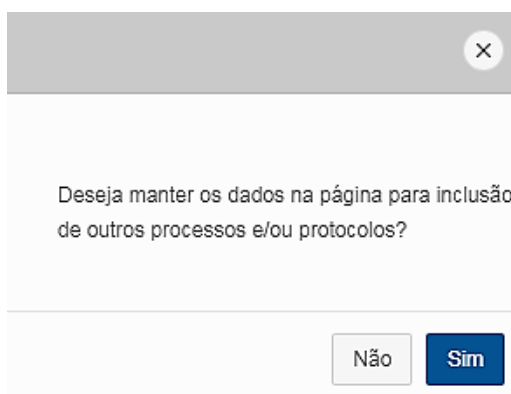 Deseja manter os dados na página para inclusão
de outros processos e/ou protocolos?
Não
Sim